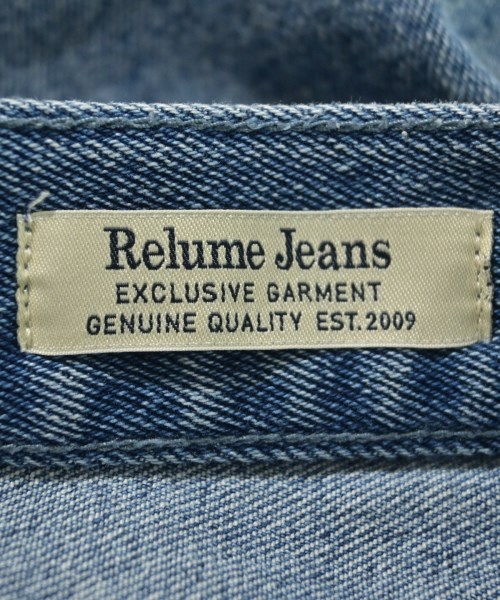 Relume Jeans
EXCLUSIVE GARMENT
GENUINE QUALITY EST.2009